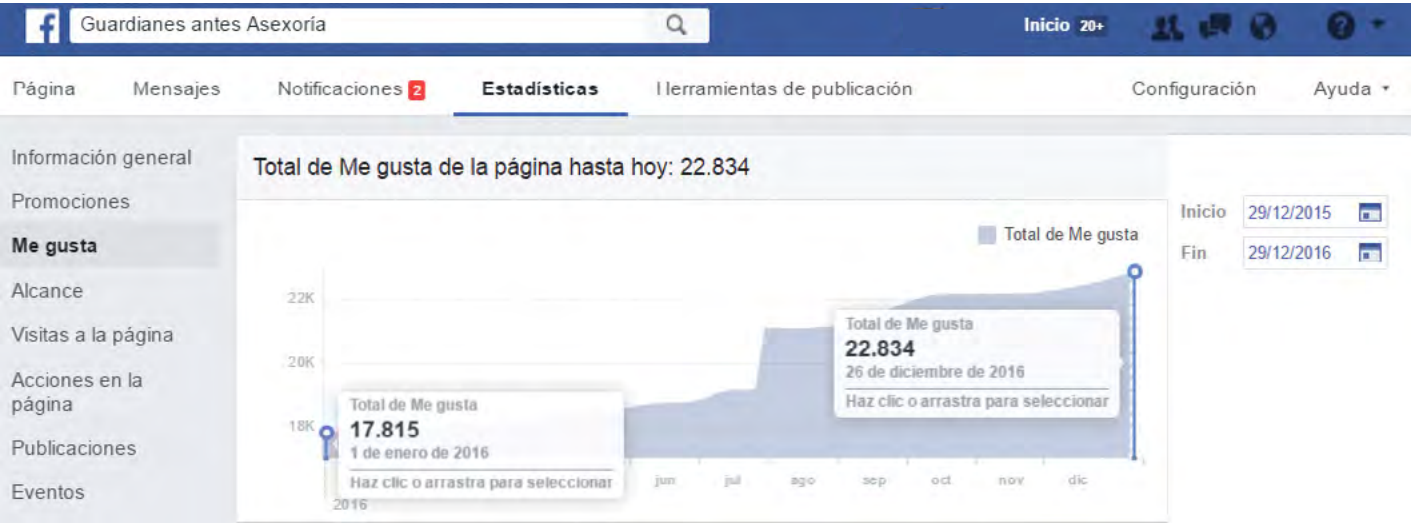 f
Guardianes antes Asexoría
Inicio 20+
Página Mensajes Notificaciones 2 Estadísticas Herramientas de publicación Configuración Ayuda
Información general
Promociones
Me gusta
Alcance
Visitas a la página
Acciones en la
página
Publicaciones
Eventos
Total de Me gusta de la página hasta hoy: 22.834
Total de Me gusta
Inicio 29/12/2015
Fin 29/12/2016
22K
20K
18K
Total de Me gusta
17.815
1 de enero de 2016
Haz clic o arrastra para seleccionar
Total de Me gusta
22.834
26 de diciembre de 2016
Haz clic o arrastra para seleccionar
jun jul ago sep oct nov dic
2016